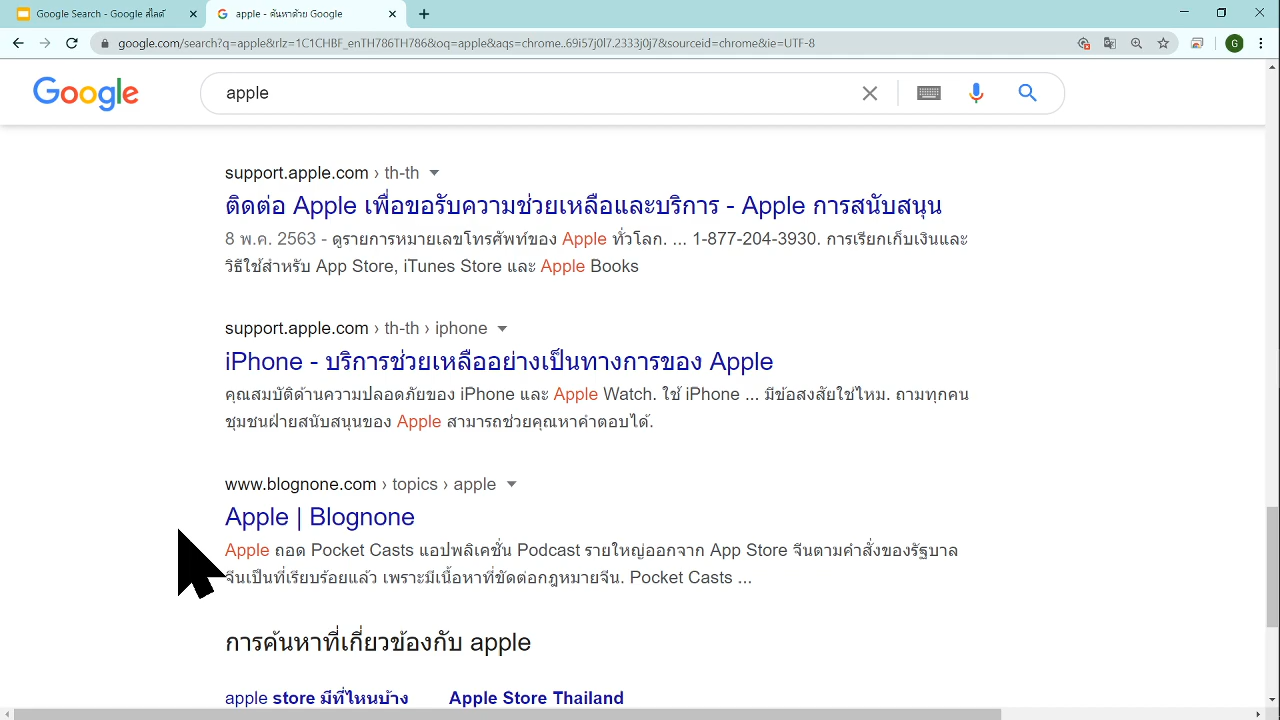 Google Search - Google สไลด์
apple - ค้นหาด้วย Google
google.com/search?q=apple&rlz=1C1CHBF_enTH786TH786&oq=apple&aqs=chrome..69i57j0l7.2333j0j7&sourceid=chrome&ie=UTF-8
G
Google
apple
support.apple.com › th-th
ติดต่อ Apple เพื่อขอรับความช่วยเหลือและบริการ - Apple การสนับสนุน
8 พ.ค. 2563 - ดูรายการหมายเลขโทรศัพท์ของ Apple ทั่วโลก. ... 1-877-204-3930. การเรียกเก็บเงินและ
วิธีใช้สำหรับ App Store, iTunes Store และ Apple Books
support.apple.com › th-th › iphone
iPhone - บริการช่วยเหลืออย่างเป็นทางการของ Apple
คุณสมบัติด้านความปลอดภัยของ iPhone และ Apple Watch. ใช้ iPhone ... มีข้อสงสัยใช่ไหม. ถามทุกคน
ชุมชนฝ่ายสนับสนุนของ Apple สามารถช่วยคุณหาคำตอบได้.
www.blognone.com › topics › apple
Apple | Blognone
Apple ถอด Pocket Casts แอปพลิเคชั่น Podcast รายใหญ่ออกจาก App Store จีนตามคำสั่งของรัฐบาล
จีนเป็นที่เรียบร้อยแล้ว เพราะมีเนื้อหาที่ขัดต่อกฎหมายจีน. Pocket Casts ...
การค้นหาที่เกี่ยวข้องกับ apple
apple store มีที่ไหนบ้าง Apple Store Thailand